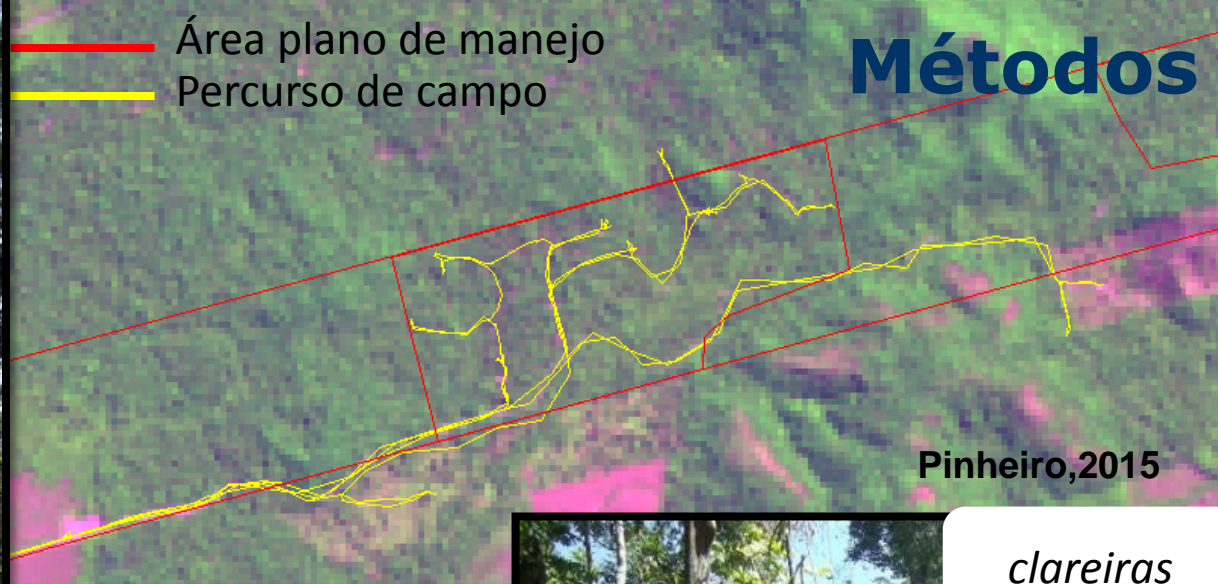 Área plano de manejo
Percurso de campo
Métodos
Pinheiro,2015
clareiras